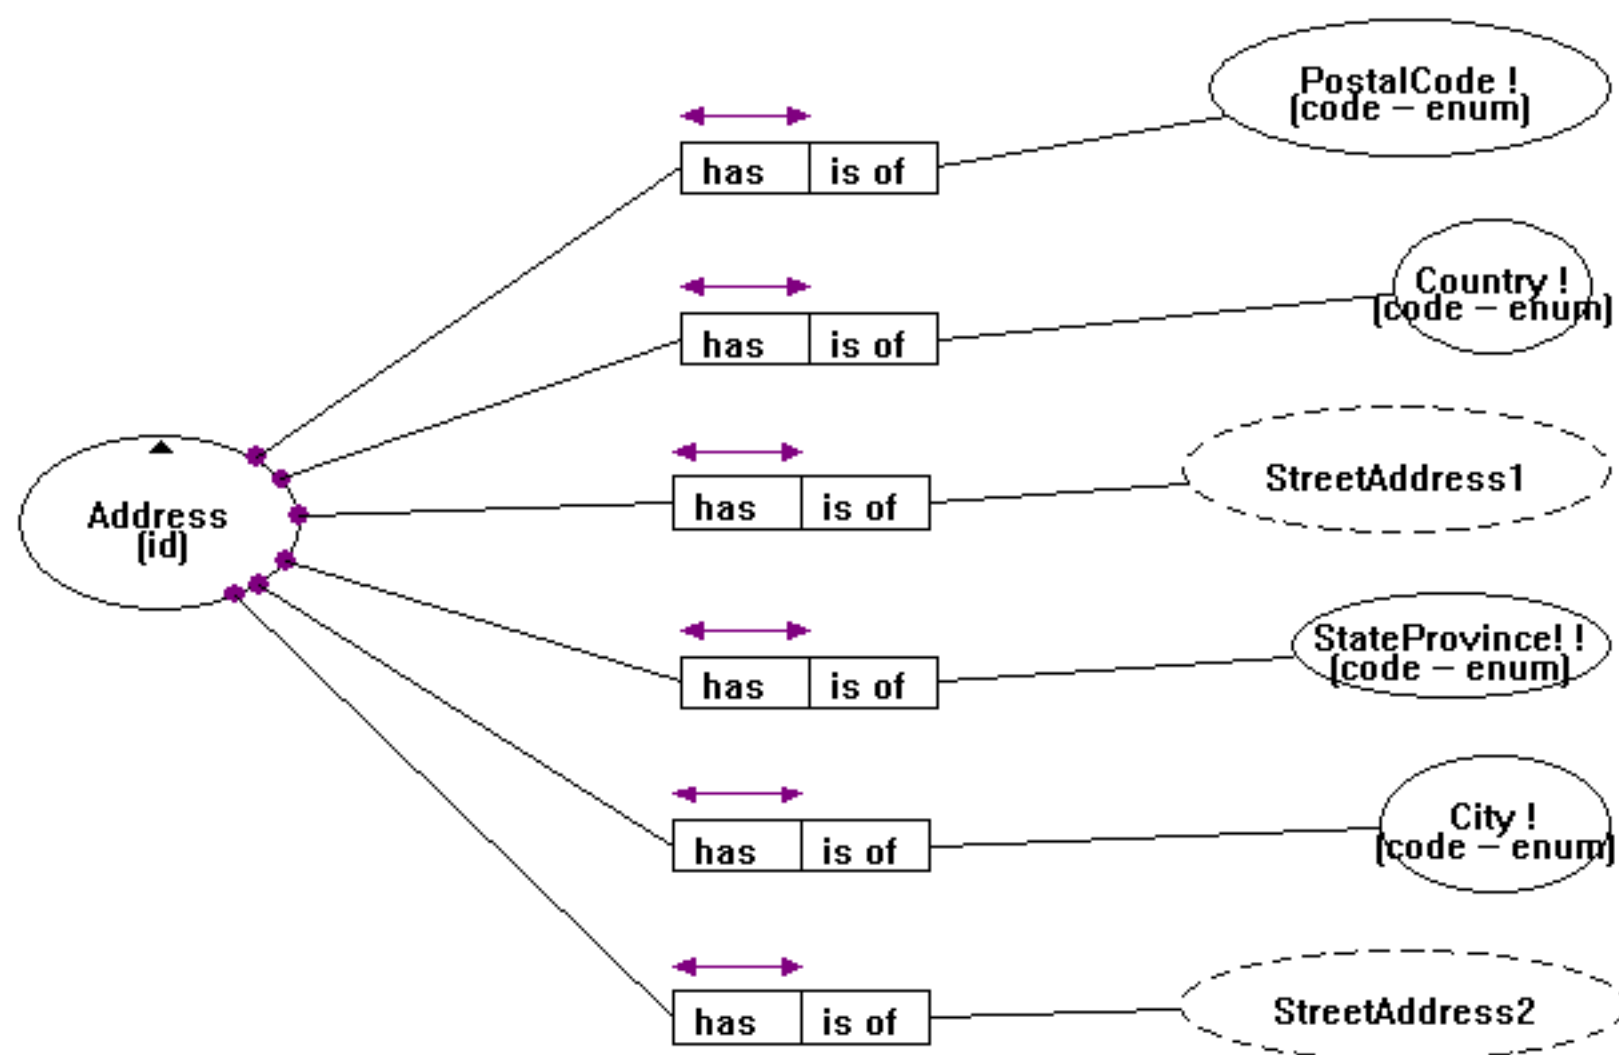 PostalCode !
(code – enum)
has is of
Country !
(code – enum)
has is of
StreetAddress1
has is of
Address
(id)
StateProvince! !
(code – enum)
has is of
City !
(code – enum)
has is of
StreetAddress2
has is of